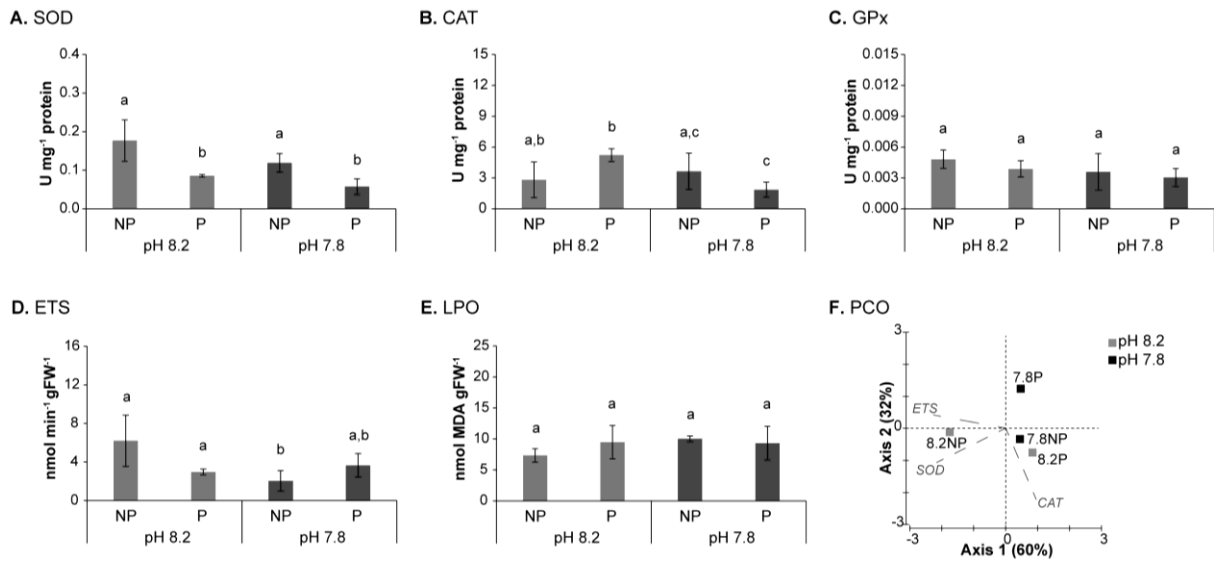 A. SOD
U mg⁻¹ protein
0.4
0.3
0.2
0.1
0.0
a
b
a
b
NP
P
NP
P
pH 8.2
pH 7.8
B. CAT
U mg⁻¹ protein
15
12
9
6
3
0
a,b
b
a,c
c
NP
P
NP
P
pH 8.2
pH 7.8
C. GPx
U mg⁻¹ protein
0.015
0.012
0.009
0.006
0.003
0.000
a
a
a
a
NP
P
NP
P
pH 8.2
pH 7.8
D. ETS
nmol min⁻¹ gFW⁻¹
16
12
8
4
0
a
a
b
a,b
NP
P
NP
P
pH 8.2
pH 7.8
E. LPO
nmol MDA gFW⁻¹
25
20
15
10
5
0
a
a
a
a
NP
P
NP
P
pH 8.2
pH 7.8
F. PCO
pH 8.2
pH 7.8
Axis 2 (32%)
3
0
-3
7.8P
ETS
8.2NP
7.8NP
8.2P
SOD
CAT
-3
0
3
Axis 1 (60%)